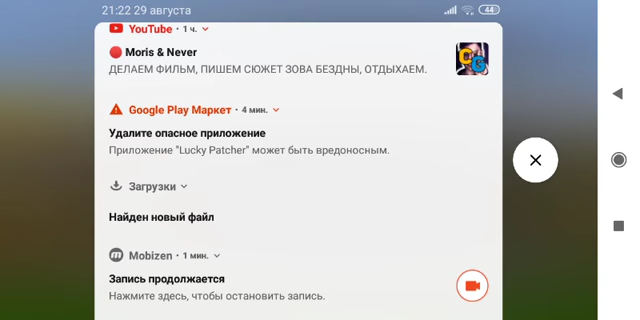 21:22 29 августа
44
YouTube · 1 ч.
Moris & Never
ДЕЛАЕМ ФИЛЬМ, ПИШЕМ СЮЖЕТ ЗОВА БЕЗДНЫ, ОТДЫХАЕМ.
CG
Google Play Маркет · 4 мин.
Удалите опасное приложение
Приложение "Lucky Patcher" может быть вредоносным.
Загрузки
Найден новый файл
m Mobizen · 1 мин.
Запись продолжается
Нажмите здесь, чтобы остановить запись.